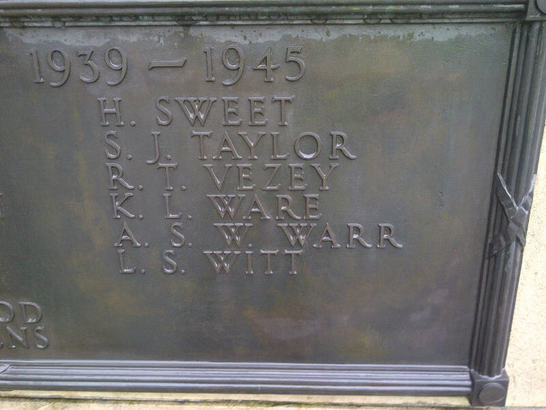 1939 – 1945
H. SWEET
S. J. TAYLOR
R. T. VEZEY
K. L. WARE
A. S. W. WARR
L. S. WITT